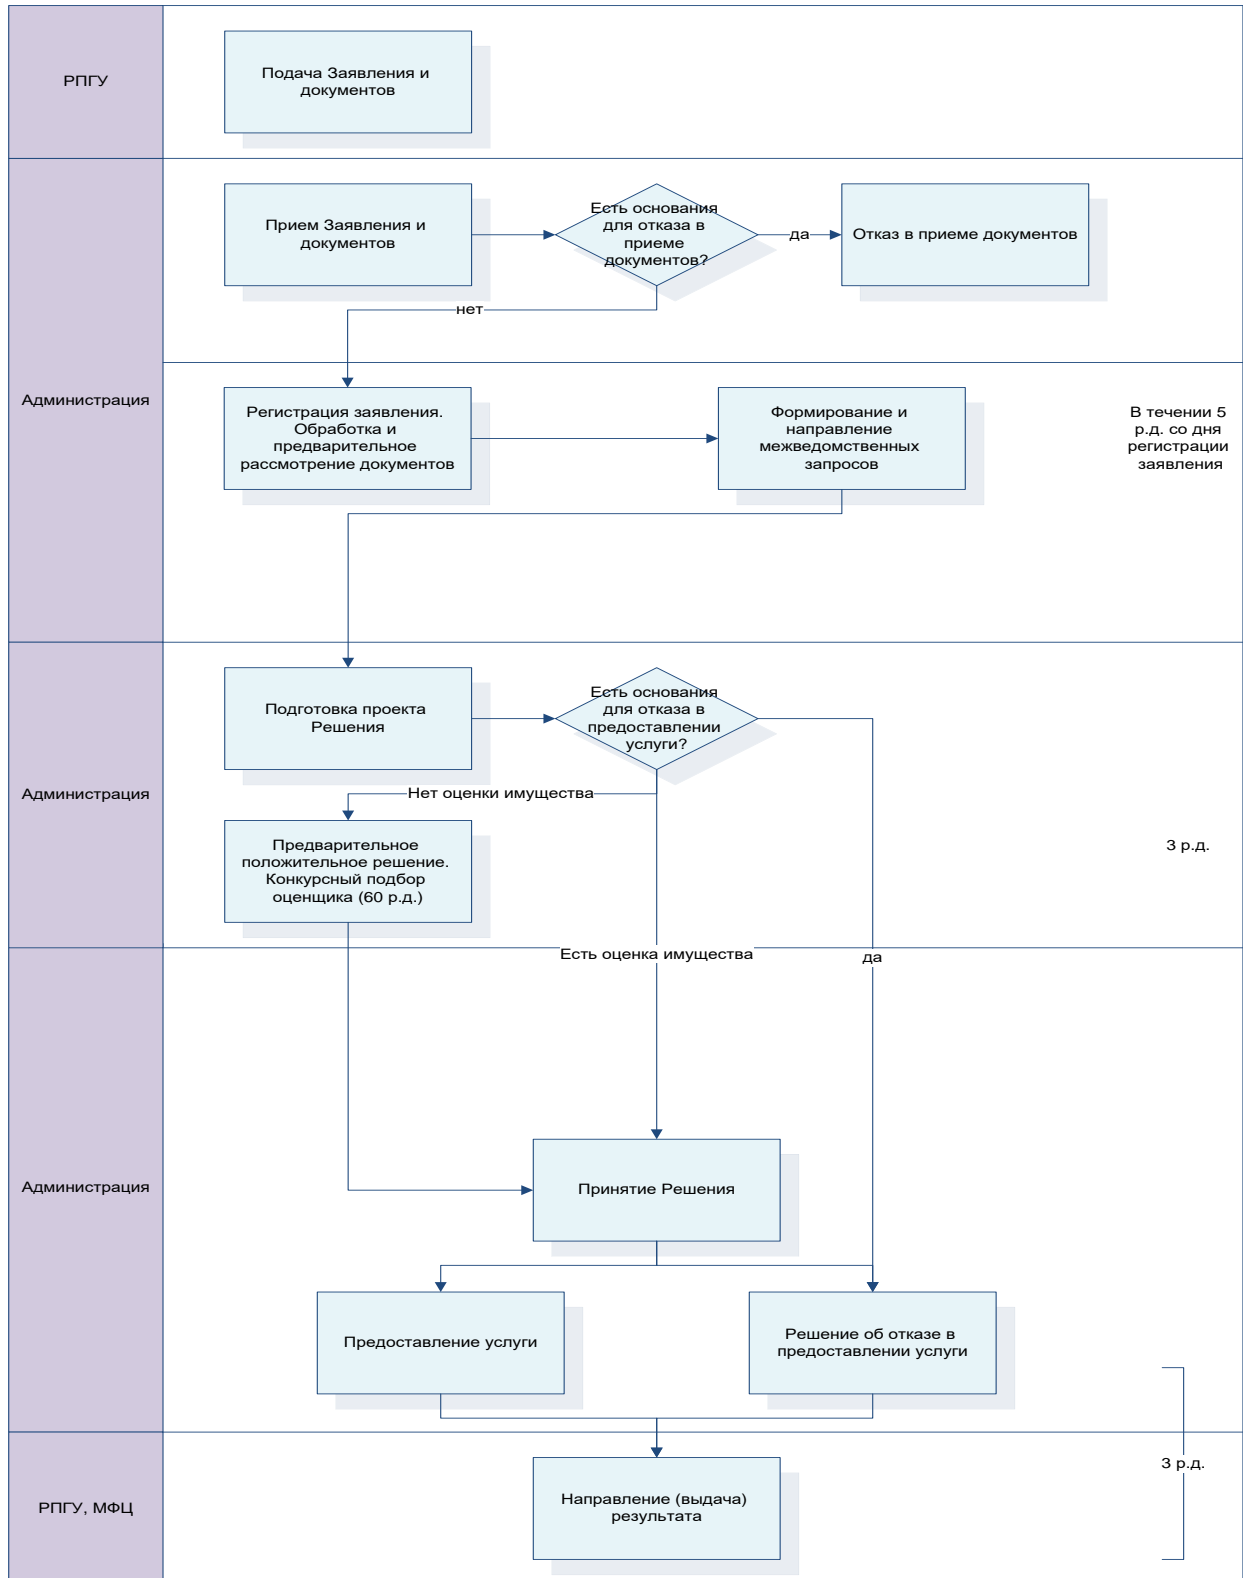 РПГУ
Подача Заявления и
документов
Администрация
Прием Заявления и
документов
Есть основания
для отказа в
приеме
документов?
да
Отказ в приеме документов
нет
Регистрация заявления.
Обработка и
предварительное
рассмотрение документов
Формирование и
направление
межведомственных
запросов
В течении 5
р.д. со дня
регистрации
заявления
Администрация
Подготовка проекта
Решения
Есть основания
для отказа в
предоставлении
услуги?
Нет оценки имущества
Предварительное
положительное решение.
Конкурсный подбор
оценщика (60 р.д.)
3 р.д.
Есть оценка имущества
да
Администрация
Принятие Решения
Предоставление услуги
Решение об отказе в
предоставлении услуги
3 р.д.
РПГУ, МФЦ
Направление (выдача)
результата